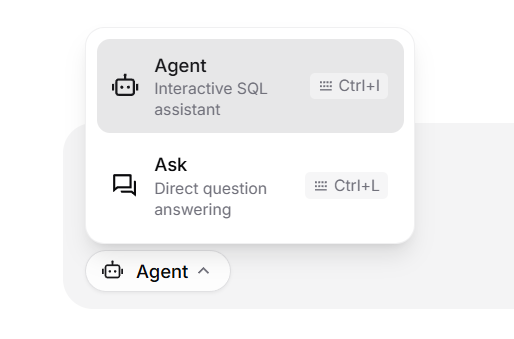 Agent
Interactive SQL
assistant
Ctrl+I
Ask
Direct question
answering
Ctrl+L
Agent